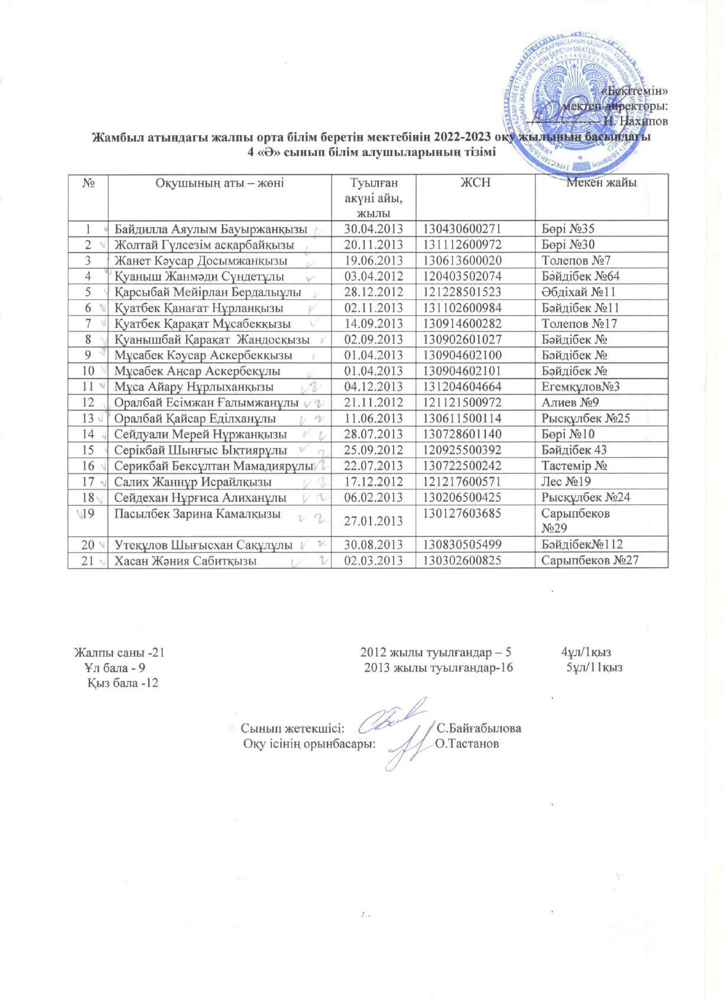 «Бекітемін»
мектеп директоры:
----------------- Н. Нахипов
Жамбыл атындагы жалпы орта білім беретін мектебінің 2022-2023 оқу жылының басындағы
4 «Ә» сынып білім алушыларының тізімі
№ Оқушының аты – жөні Туылған акүні айы, жылы ЖСН Мекен жайы
1 Байдилла Аяулым Бауыржанқызы 30.04.2013 130430600271 Бөрі №35
2 Жолтай Гүлсезім асқарбайқызы 20.11.2013 131112600972 Бөрі №30
3 Жанет Кәусар Досымжанқызы 19.06.2013 130613600020 Толепов №7
4 Қуаныш Жанмәди Сүндетұлы 03.04.2012 120403502074 Бәйдібек №64
5 Қарсыбай Мейірлан Бердалыұлы 28.12.2012 121228501523 Әбдіхай №11
6 Қуатбек Қанағат Нұрланқызы 02.11.2013 131102600984 Бәйдібек №11
7 Қуатбек Қарақат Мұсабекқызы 14.09.2013 130914600282 Толепов №17
8 Қуанышбай Қарақат Жандосқызы 02.09.2013 130902601027 Бәйдібек №
9 Мұсабек Кәусар Аскербекқызы 01.04.2013 130904602100 Бәйдібек №
10 Мұсабек Аңсар Аскербекұлы 01.04.2013 130904602101 Бәйдібек №
11 Мұса Айару Нұрлыханқызы 04.12.2013 131204604664 Егемқұлов№3
12 Оралбай Есімжан Ғалымжанұлы 21.11.2012 121121500972 Алиев №9
13 Оралбай Қайсар Еділханұлы 11.06.2013 130611500114 Рысқұлбек №25
14 Сейдуали Мерей Нұржанқызы 28.07.2013 130728601140 Бөрі №10
15 Серікбай Шыңғыс Ықтиярұлы 25.09.2012 120925500392 Бәйдібек 43
16 Серикбай Бексұлтан Мамадиярұлы 22.07.2013 130722500242 Тастемір №
17 Салих Жаннұр Исрайлқызы 17.12.2012 121217600571 Лес №19
18 Сейдехан Нұрғиса Алиханұлы 06.02.2013 130206500425 Рысқұлбек №24
19 Пасылбек Зарина Камалқызы 27.01.2013 130127603685 Сарыпбеков №29
20 Утеқұлов Шығысхан Сақұлұлы 30.08.2013 130830505499 Бәйдібек№112
21 Хасан Жәния Сабитқызы 02.03.2013 130302600825 Сарыпбеков №27
Жалпы саны -21 2012 жылы туылғандар – 5 4ұл/1қыз
Ұл бала - 9 2013 жылы туылғандар-16 5ұл/11қыз
Қыз бала -12
Сынып жетекшісі: С.Байғабылова
Оқу ісінің орынбасары: О.Тастанов